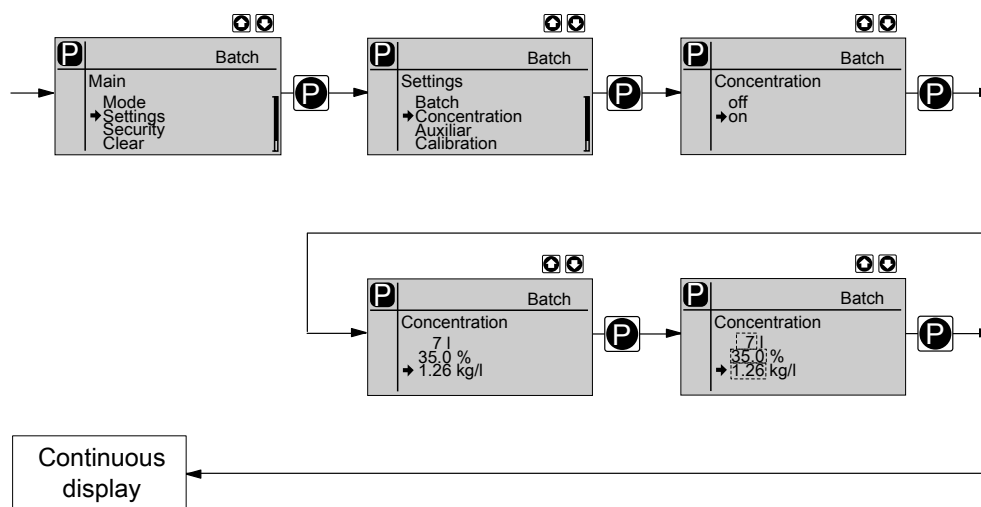 P
Batch
Main
Mode
Settings
Security
Clear
P
P
Batch
Settings
Batch
Concentration
Auxiliar
Calibration
P
P
Batch
Concentration
off
on
P
P
Batch
Concentration
7 l
35.0 %
1.26 kg/l
P
P
Batch
Concentration
7 l
35.0 %
1.26 kg/l
P
Continuous
display